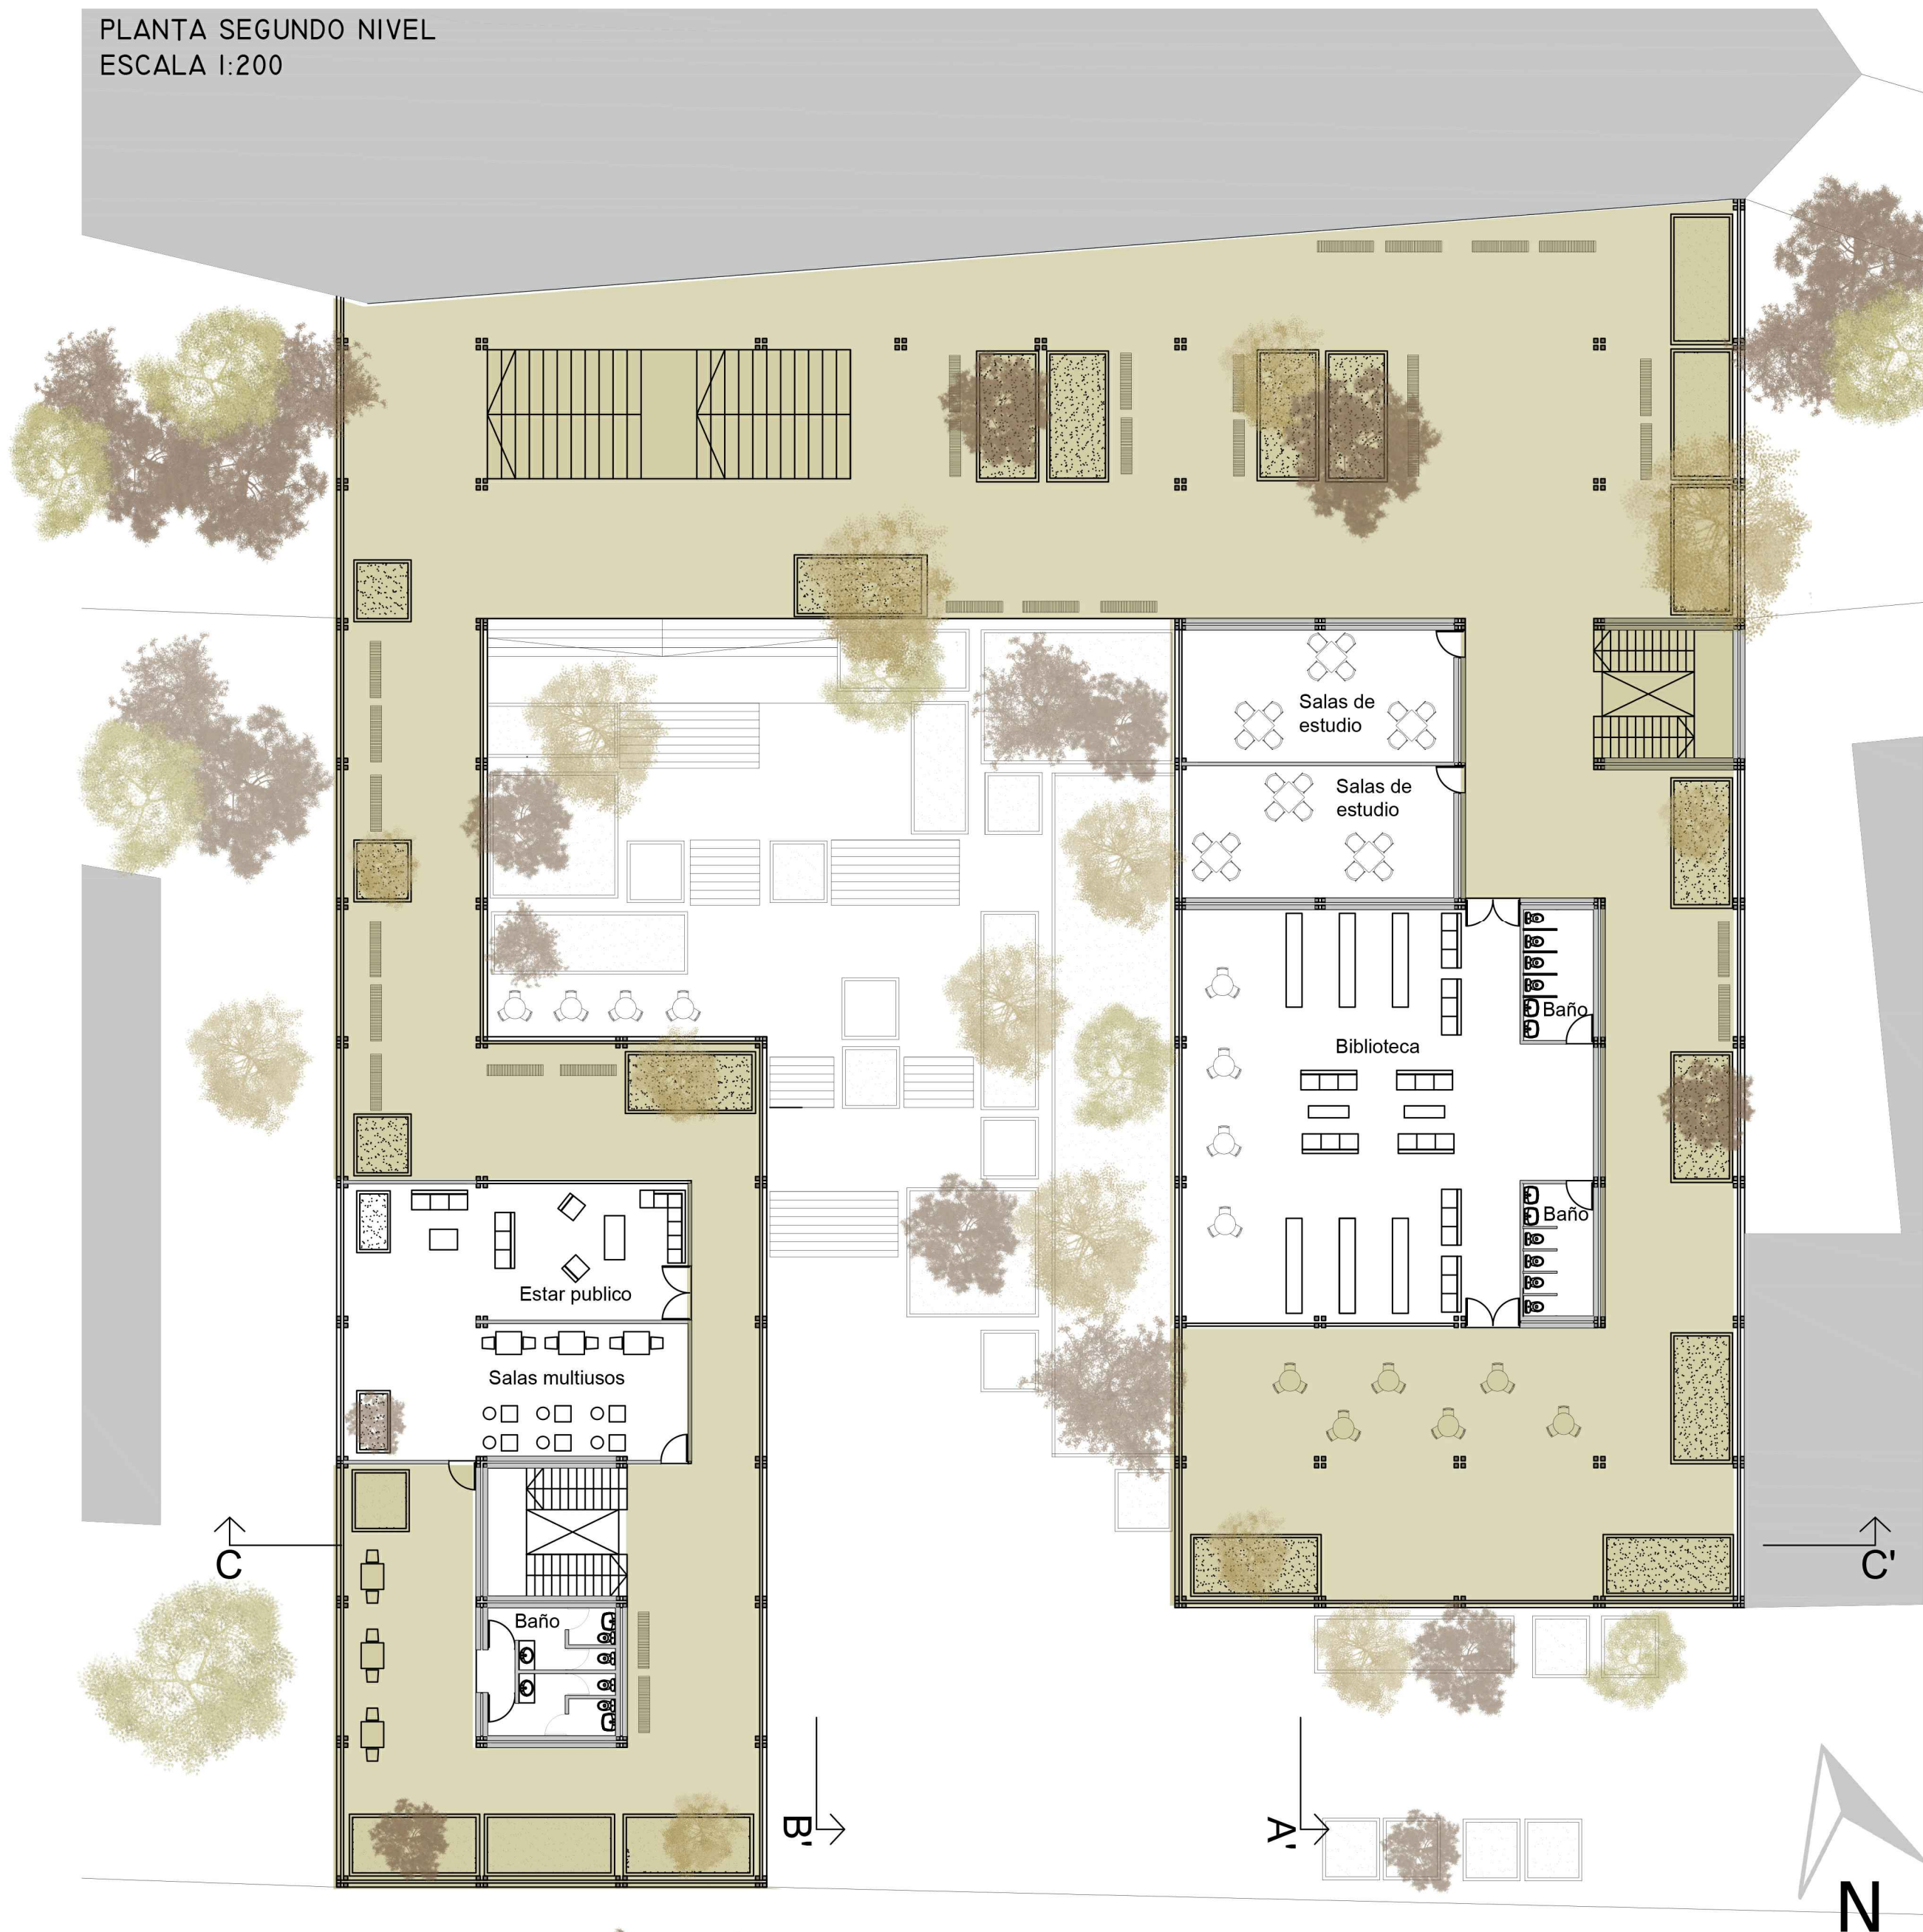 PLANTA SEGUNDO NIVEL
ESCALA 1:200
Salas de
estudio
Salas de
estudio
Baño
Biblioteca
Baño
Estar publico
Salas multiusos
C
C'
Baño
B'
A'
N